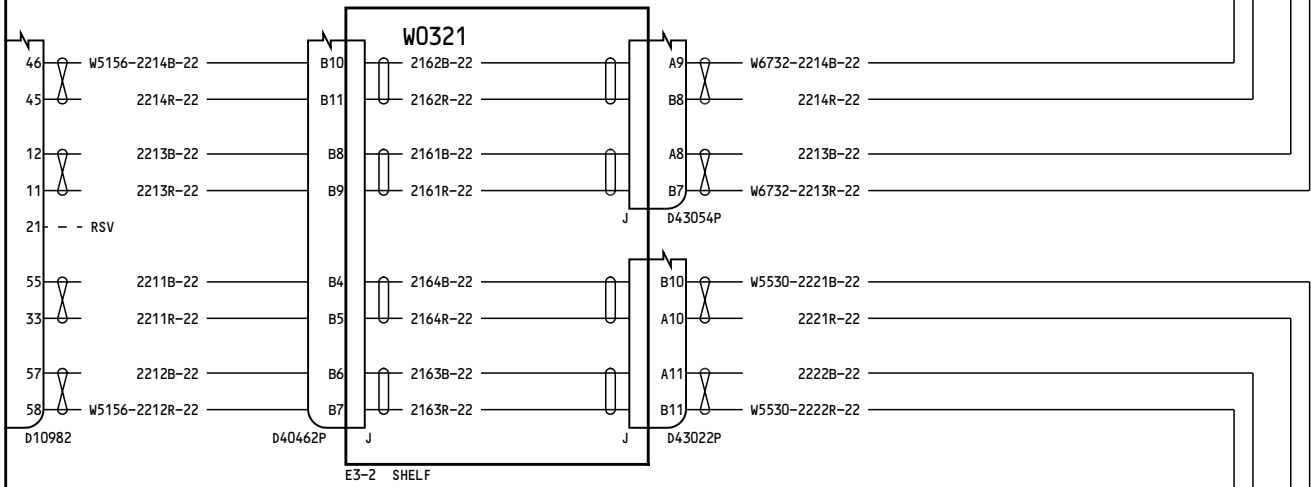 W0321
46 W5156-2214B-22 B10 2162B-22 A9 W6732-2214B-22
45 2214R-22 B11 2162R-22 B8 2214R-22
12 2213B-22 B8 2161B-22 A8 2213B-22
11 2213R-22 B9 2161R-22 B7 W6732-2213R-22
J D43054P
21 RSV
55 2211B-22 B4 2164B-22 B10 W5530-2221B-22
33 2211R-22 B5 2164R-22 A10 2221R-22
57 2212B-22 B6 2163B-22 A11 2222B-22
58 W5156-2212R-22 B7 2163R-22 B11 W5530-2222R-22
D10982 D40462P J J D43022P
E3-2 SHELF